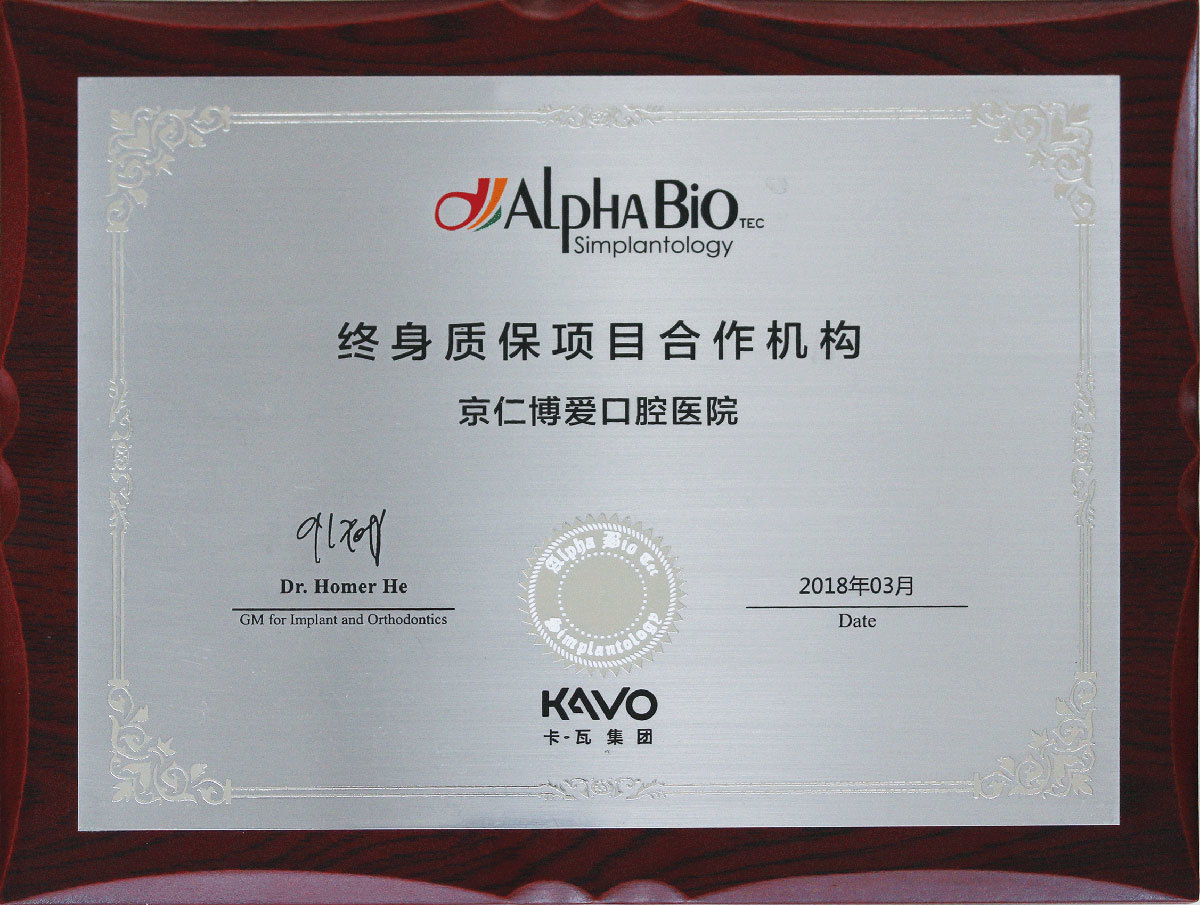 AlpHA BiO TEC
Simplantology
终身质保项目合作机构
京仁博爱口腔医院
Dr. Homer He
GM for Implant and Orthodontics
Alpha Bio Tec
Simplantology
2018年03月
Date
KAVO
卡-瓦 集 团